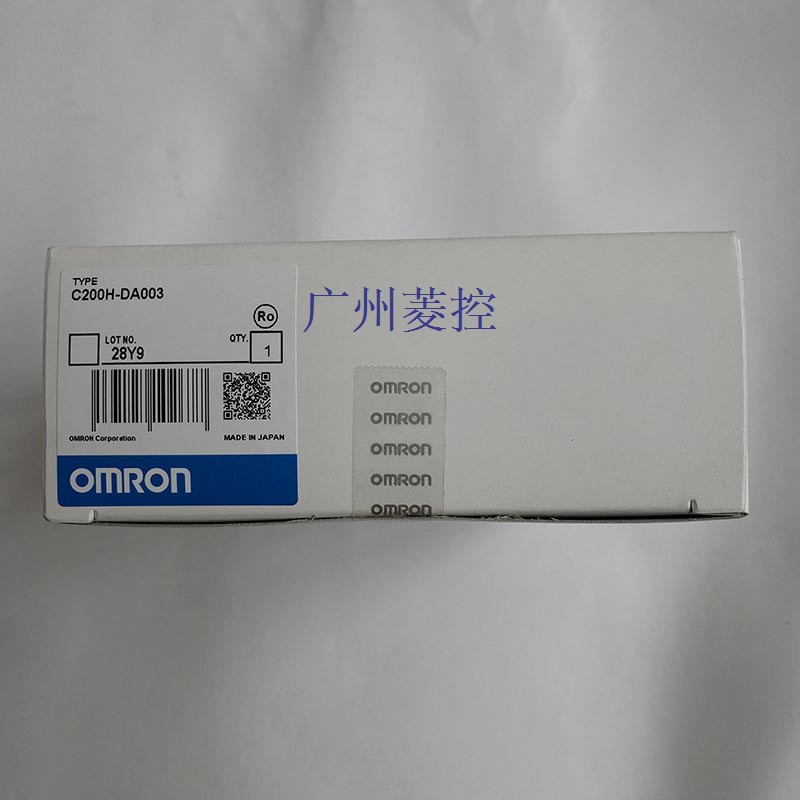 TYPE
C200H-DA003
Ro
LOT NO.
28Y9
QTY.
1
OMRON Corporation
MADE IN JAPAN
OMRON
广州菱控
OMRON
OMRON
OMRON
OMRON
OMRON